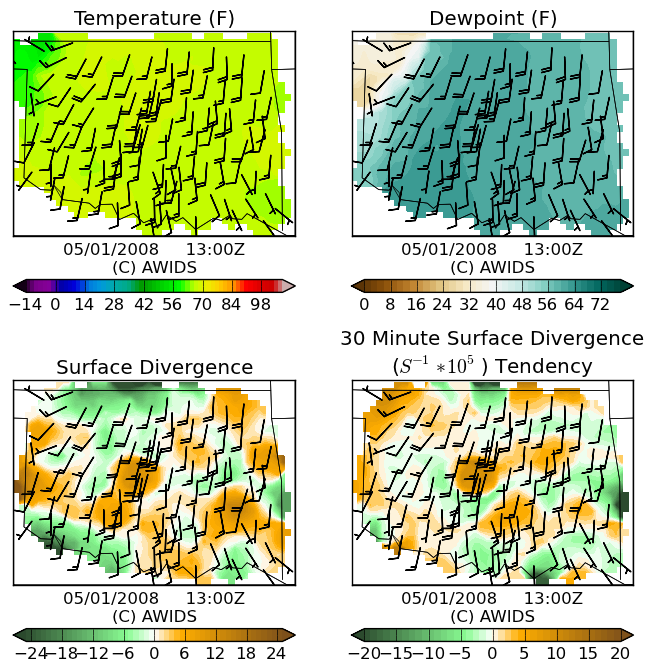 Temperature (F)
Dewpoint (F)
05/01/2008 13:00Z
(C) AWIDS
05/01/2008 13:00Z
(C) AWIDS
−14 0 14 28 42 56 70 84 98
0 8 16 24 32 40 48 56 64 72
Surface Divergence
30 Minute Surface Divergence
(S⁻¹ *10⁵ ) Tendency
05/01/2008 13:00Z
(C) AWIDS
05/01/2008 13:00Z
(C) AWIDS
−24 −18 −12 −6 0 6 12 18 24
−20 −15 −10 −5 0 5 10 15 20